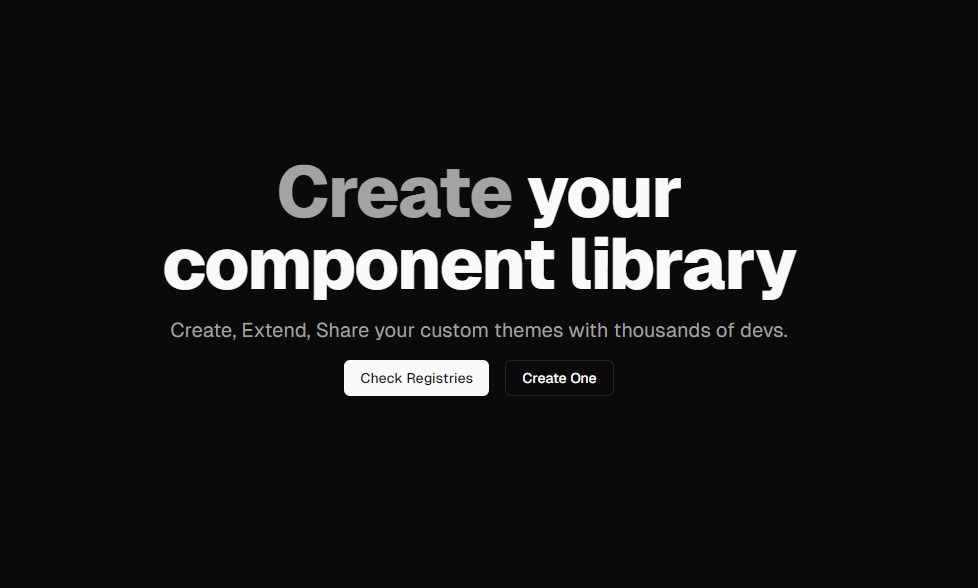 Create your
component library
Create, Extend, Share your custom themes with thousands of devs.
Check Registries
Create One